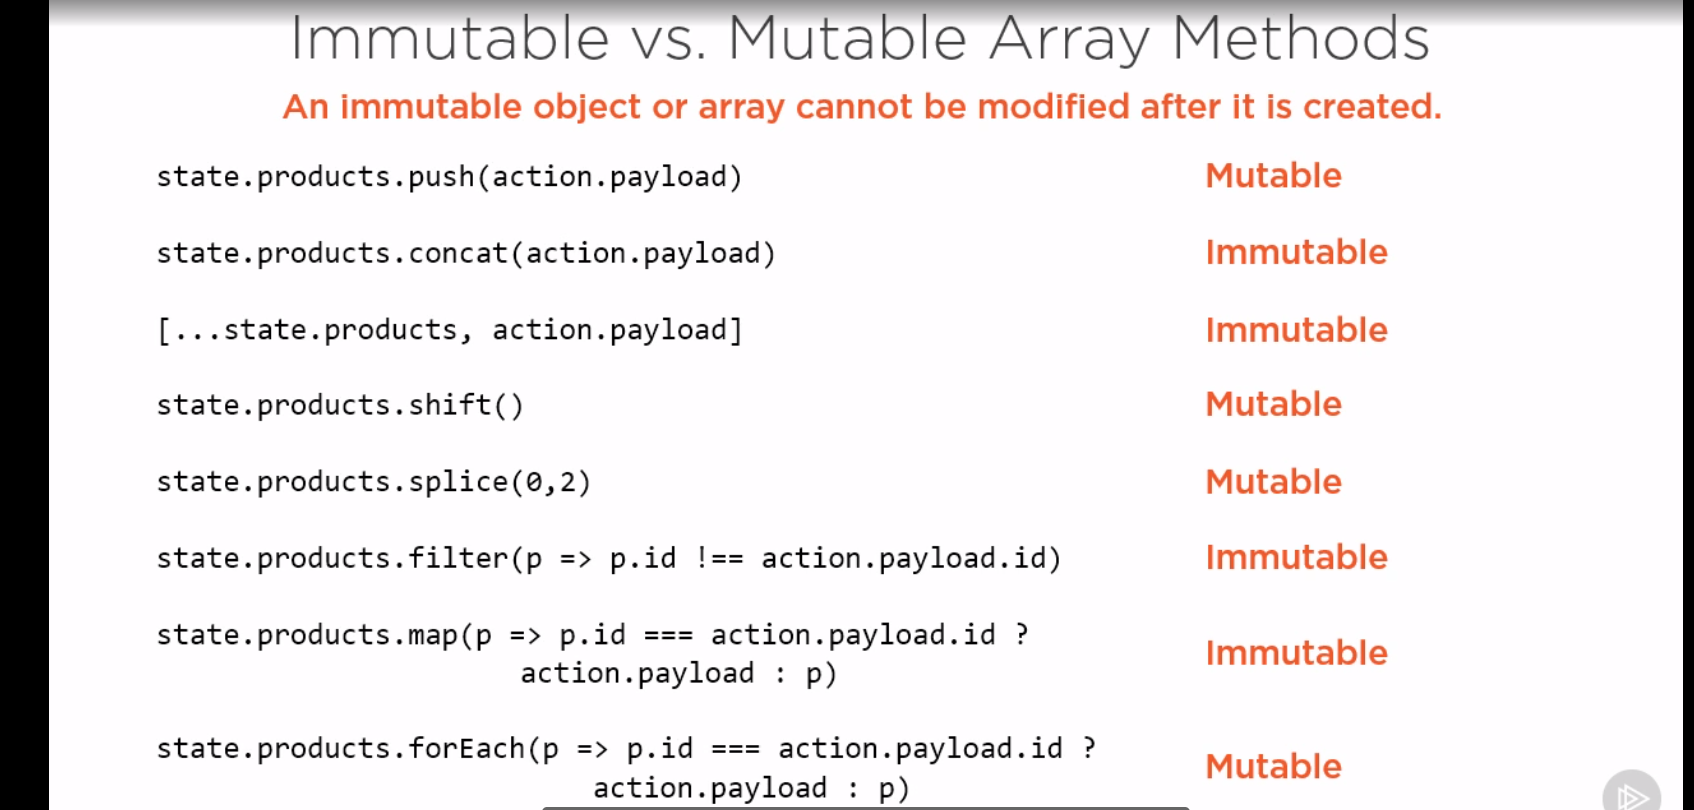 Immutable vs. Mutable Array Methods
An immutable object or array cannot be modified after it is created.
state.products.push(action.payload) Mutable
state.products.concat(action.payload) Immutable
[...state.products, action.payload] Immutable
state.products.shift() Mutable
state.products.splice(0,2) Mutable
state.products.filter(p => p.id !== action.payload.id) Immutable
state.products.map(p => p.id === action.payload.id ?
action.payload : p) Immutable
state.products.forEach(p => p.id === action.payload.id ?
action.payload : p) Mutable